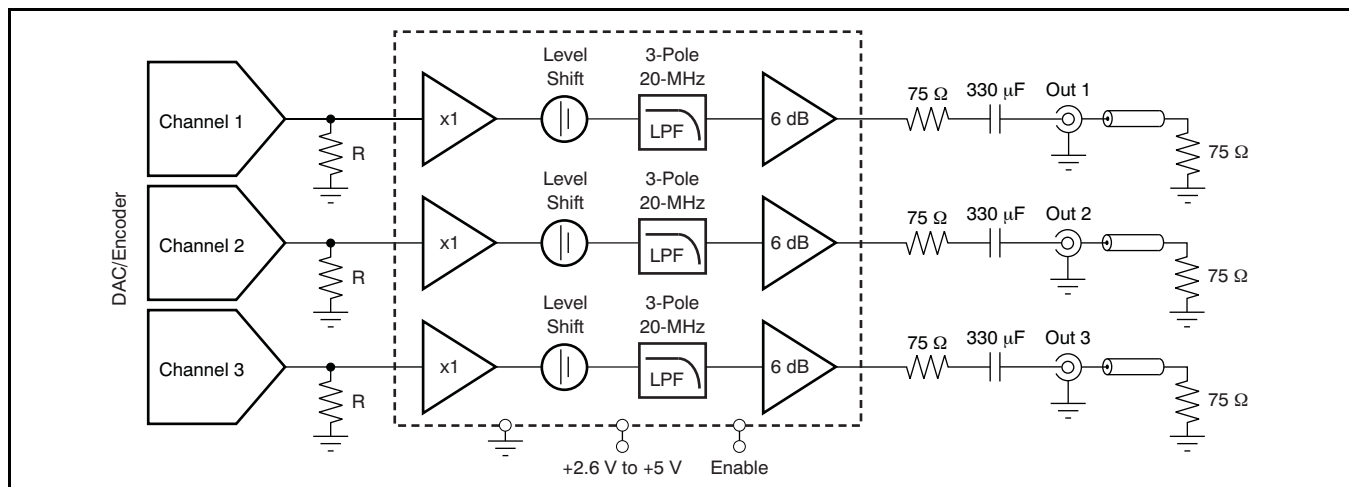 Level
Shift
3-Pole
20-MHz
75 Ω
330 μF
Out 1
Channel 1
x1
LPF
6 dB
R
75 Ω
Level
Shift
3-Pole
20-MHz
75 Ω
330 μF
Out 2
DAC/Encoder
Channel 2
x1
LPF
6 dB
R
75 Ω
Level
Shift
3-Pole
20-MHz
75 Ω
330 μF
Out 3
Channel 3
x1
LPF
6 dB
R
75 Ω
+2.6 V to +5 V
Enable